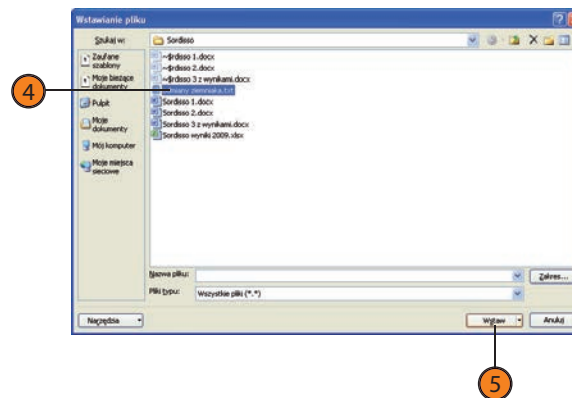 Wstawianie pliku
Szukaj w:
Sordisso
Zaufane szablony
Moje bieżące dokumenty
Pulpit
Moje dokumenty
Mój komputer
Moje miejsca sieciowe
~$rdisso 1.docx
~$rdisso 2.docx
~$rdisso 3 z wynikami.docx
ziemniaka.txt
Sordisso 1.docx
Sordisso 2.docx
Sordisso 3 z wynikami.docx
Sordisso wyniki 2009.xlsx
4
Nazwa pliku:
Zakres...
Pliki typu:
Wszystkie pliki (*.*)
Narzędzia
Wstaw
Anuluj
5